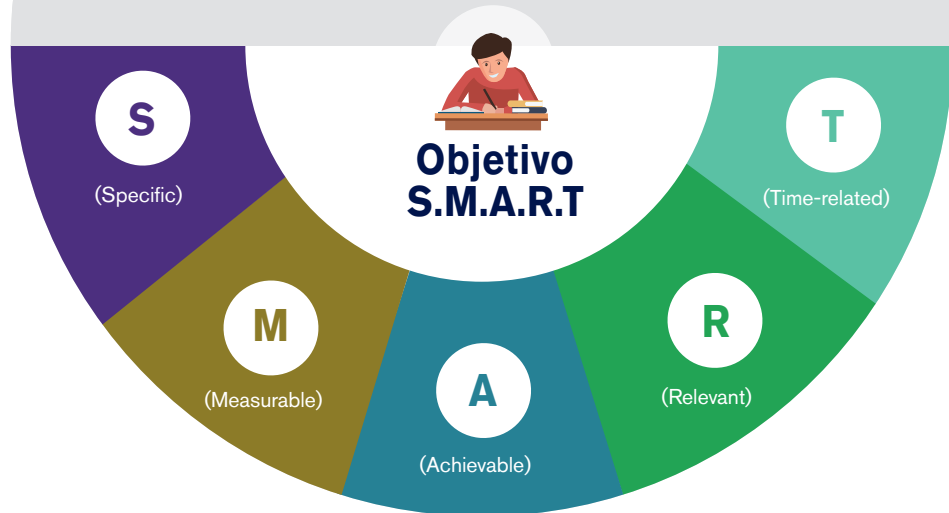 Objetivo
S.M.A.R.T
S
(Specific)
M
(Measurable)
A
(Achievable)
R
(Relevant)
T
(Time-related)